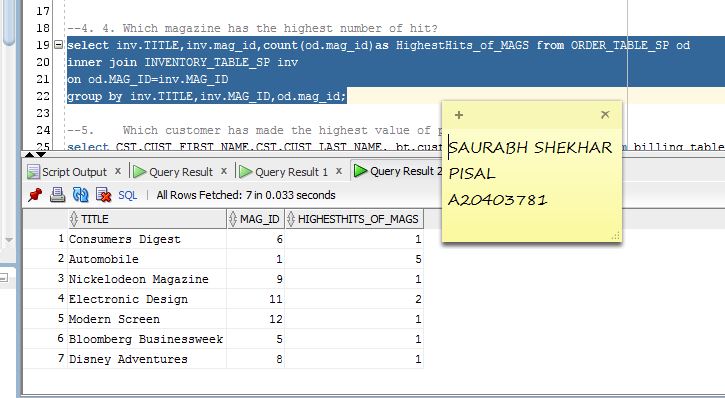 17
18 --4. 4. Which magazine has the highest number of hit?
19 select inv.TITLE,inv.mag_id,count(od.mag_id)as HighestHits_of_MAGS from ORDER_TABLE_SP od
20 inner join INVENTORY_TABLE_SP inv
21 on od.MAG_ID=inv.MAG_ID
22 group by inv.TITLE,inv.MAG_ID,od.mag_id;
23
24 --5. Which customer has made the highest value of p
25 select CST.CUST_FIRST_NAME,CST.CUST_LAST_NAME, bt.cust billing_table
SAURABH SHEKHAR
PISAL
A20403781
Script Output x Query Result x Query Result 1 x Query Result 2
SQL | All Rows Fetched: 7 in 0.033 seconds
TITLE MAG_ID HIGHESTHITS_OF_MAGS
1 Consumers Digest 6 1
2 Automobile 1 5
3 Nickelodeon Magazine 9 1
4 Electronic Design 11 2
5 Modern Screen 12 1
6 Bloomberg Businessweek 5 1
7 Disney Adventures 8 1